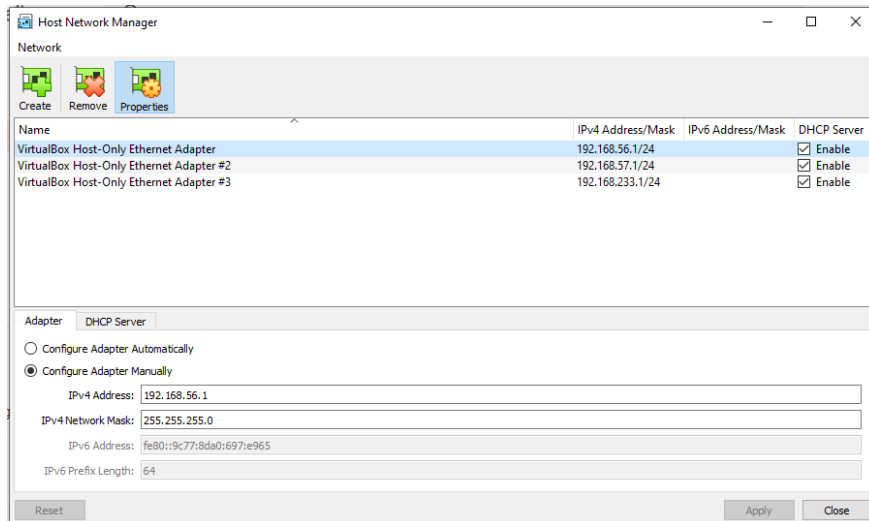 Host Network Manager
Network
Create Remove Properties
Name IPv4 Address/Mask IPv6 Address/Mask DHCP Server
VirtualBox Host-Only Ethernet Adapter 192.168.56.1/24 Enable
VirtualBox Host-Only Ethernet Adapter #2 192.168.57.1/24 Enable
VirtualBox Host-Only Ethernet Adapter #3 192.168.233.1/24 Enable
Adapter DHCP Server
Configure Adapter Automatically
Configure Adapter Manually
IPv4 Address: 192.168.56.1
IPv4 Network Mask: 255.255.255.0
IPv6 Address: fe80::9c77:8da0:697:e965
IPv6 Prefix Length: 64
Reset Apply Close